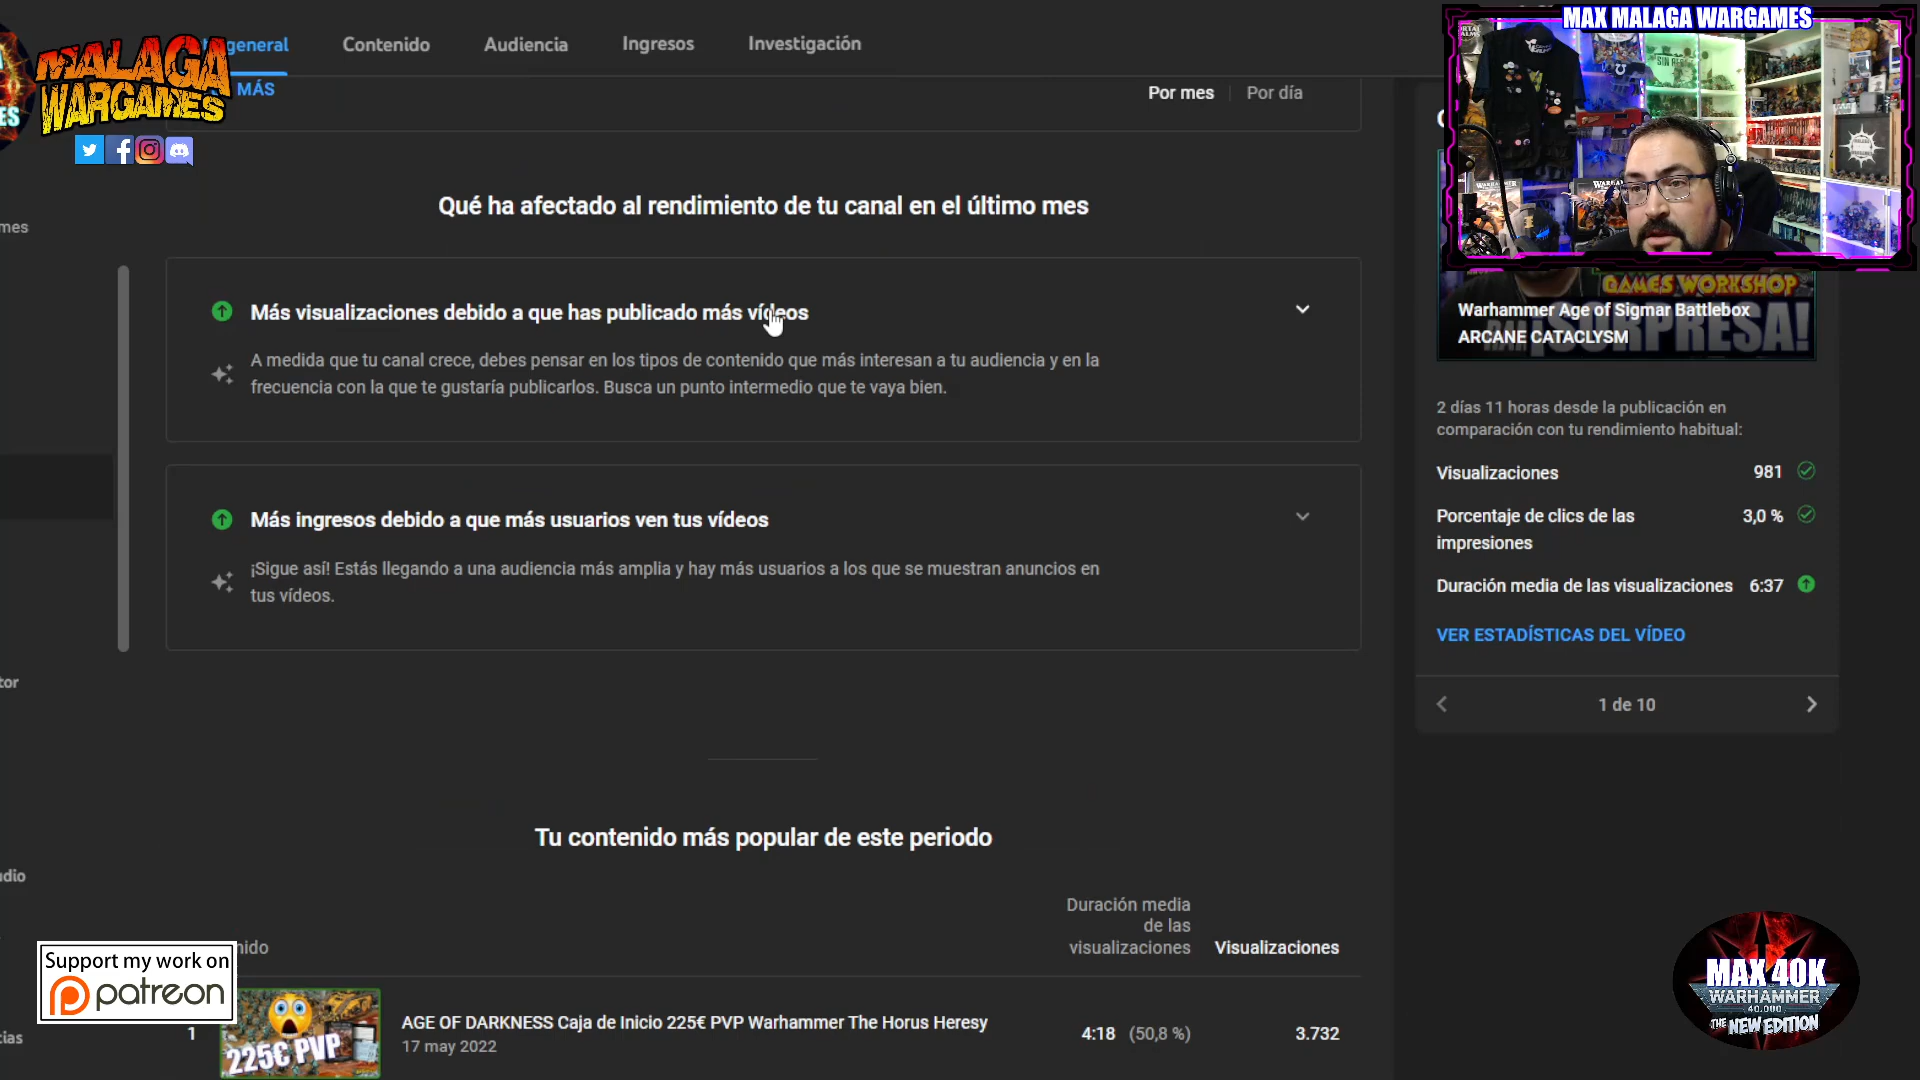 MAX MALAGA WARGAMES
MALAGA
WARGAMES
general
Contenido
Audiencia
Ingresos
Investigación
MÁS
Por mes
Por día
mes
Qué ha afectado al rendimiento de tu canal en el último mes
Más visualizaciones debido a que has publicado más vídeos
A medida que tu canal crece, debes pensar en los tipos de contenido que más interesan a tu audiencia y en la
frecuencia con la que te gustaría publicarlos. Busca un punto intermedio que te vaya bien.
Más ingresos debido a que más usuarios ven tus vídeos
¡Sigue así! Estás llegando a una audiencia más amplia y hay más usuarios a los que se muestran anuncios en
tus vídeos.
GAMES WORKSHOP
¡SORPRESA!
Warhammer Age of Sigmar Battlebox
ARCANE CATACLYSM
2 días 11 horas desde la publicación en
comparación con tu rendimiento habitual:
Visualizaciones 981
Porcentaje de clics de las
impresiones
3,0 %
Duración media de las visualizaciones 6:37
VER ESTADÍSTICAS DEL VÍDEO
1 de 10
tor
Tu contenido más popular de este periodo
dio
nido
Duración media
de las
visualizaciones
Visualizaciones
Support my work on
patreon
ias
1
225€ PVP
AGE OF DARKNESS Caja de Inicio 225€ PVP Warhammer The Horus Heresy
17 may 2022
4:18 (50,8 %)
3.732
MAX 40K
WARHAMMER
40.000
THE NEW EDITION